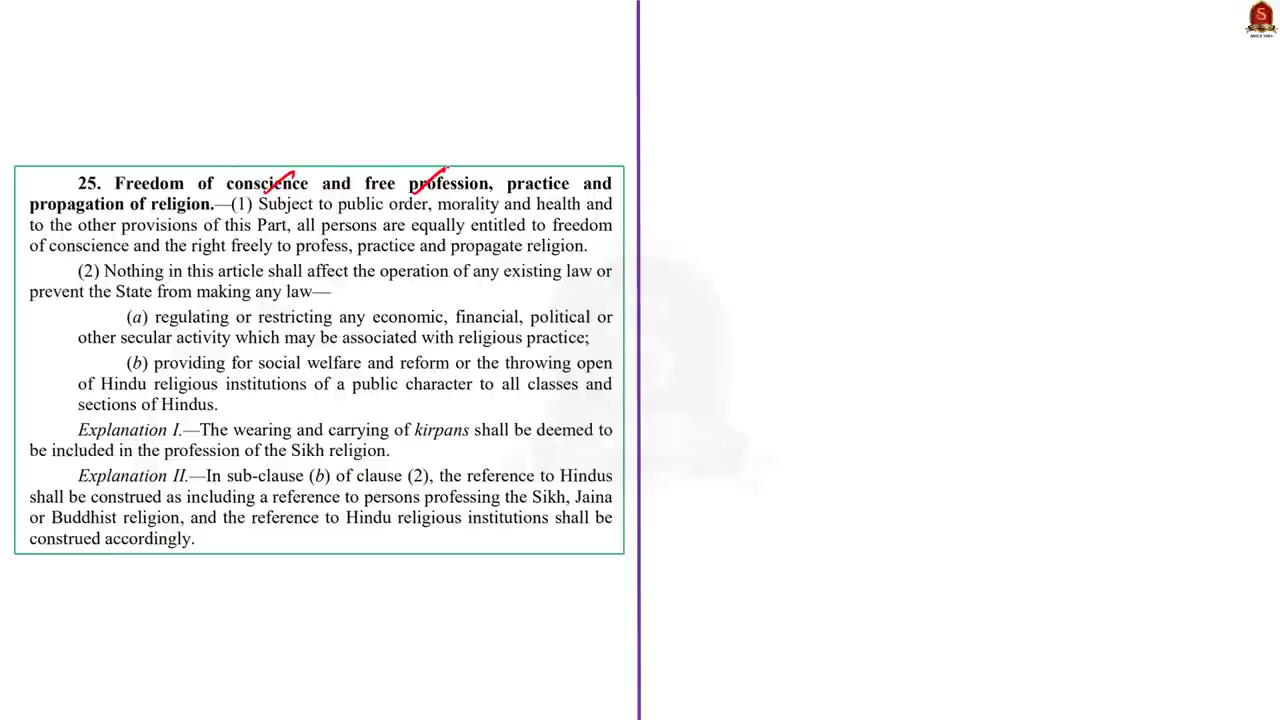 25. Freedom of conscience and free profession, practice and
propagation of religion.—(1) Subject to public order, morality and health and
to the other provisions of this Part, all persons are equally entitled to freedom
of conscience and the right freely to profess, practice and propagate religion.
(2) Nothing in this article shall affect the operation of any existing law or
prevent the State from making any law—
(a) regulating or restricting any economic, financial, political or
other secular activity which may be associated with religious practice;
(b) providing for social welfare and reform or the throwing open
of Hindu religious institutions of a public character to all classes and
sections of Hindus.
Explanation I.—The wearing and carrying of kirpans shall be deemed to
be included in the profession of the Sikh religion.
Explanation II.—In sub-clause (b) of clause (2), the reference to Hindus
shall be construed as including a reference to persons professing the Sikh, Jaina
or Buddhist religion, and the reference to Hindu religious institutions shall be
construed accordingly.